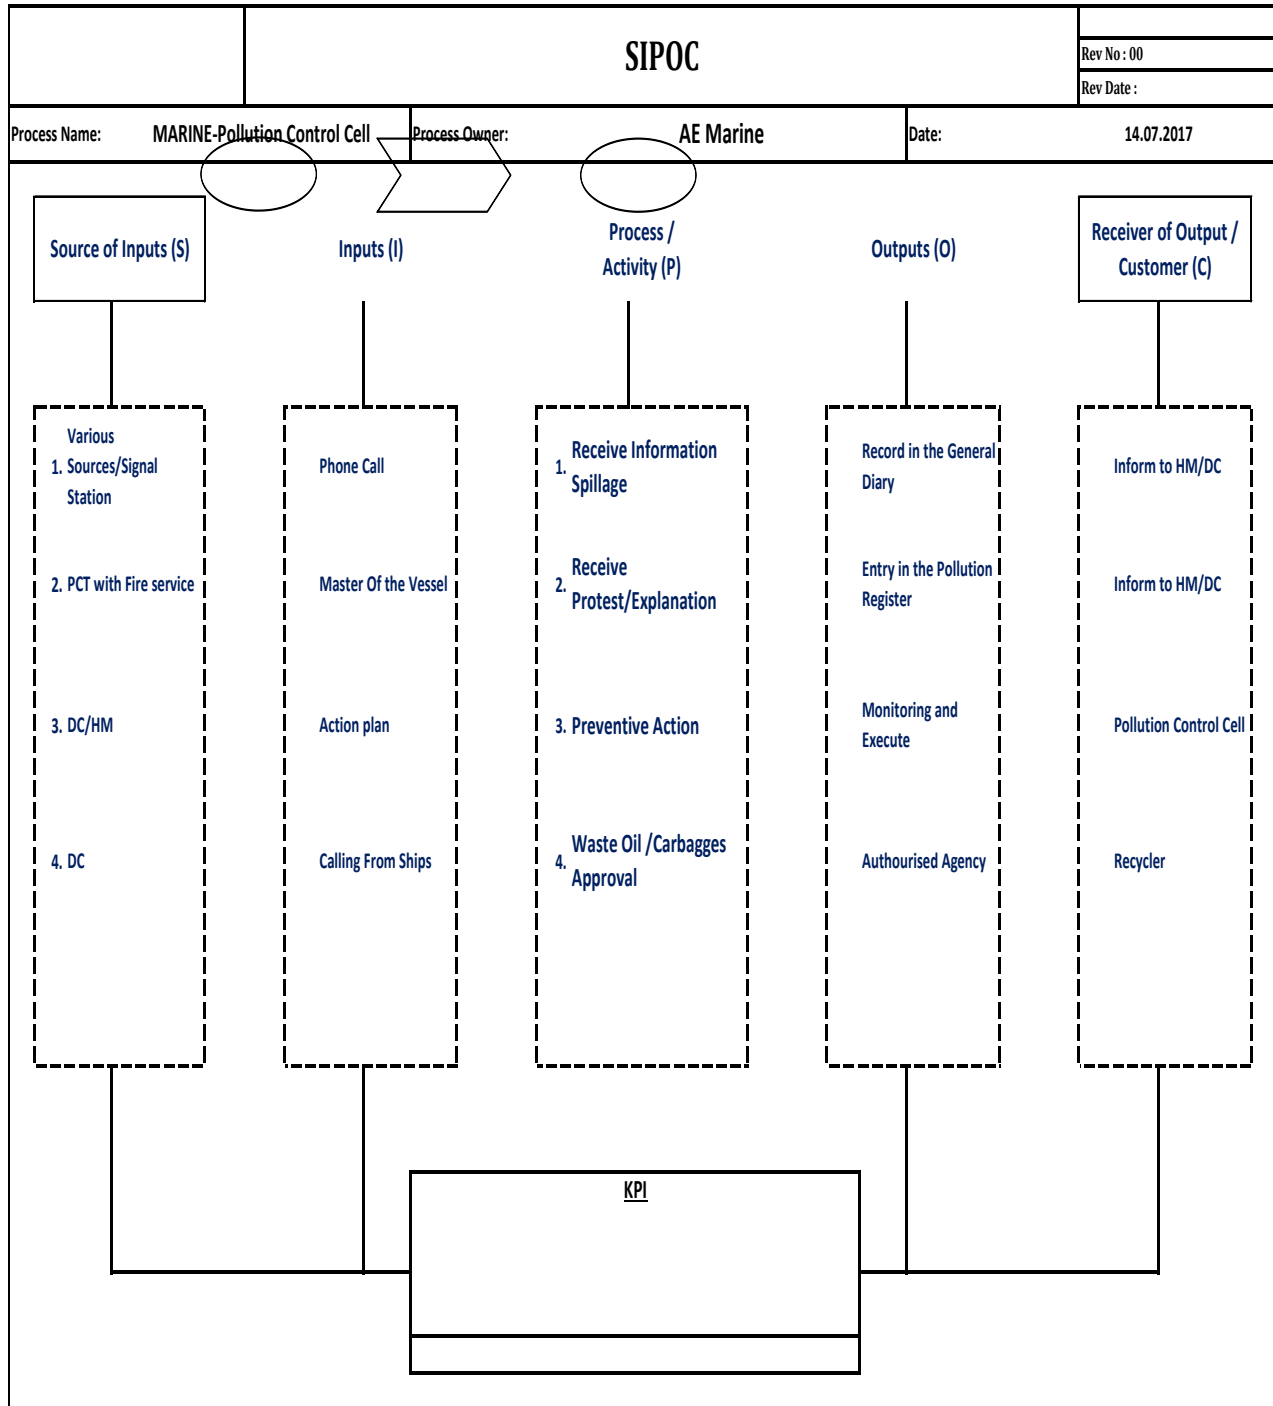 SIPOC
Rev No : 00
Rev Date :
Process Name: MARINE-Pollution Control Cell Process Owner: AE Marine Date: 14.07.2017
Source of Inputs (S)
Inputs (I)
Process /
Activity (P)
Outputs (O)
Receiver of Output /
Customer (C)
Various
1. Sources/Signal
Station
Phone Call
1. Receive Information
Spillage
Record in the General
Diary
Inform to HM/DC
2. PCT with Fire service
Master Of the Vessel
2. Receive
Protest/Explanation
Entry in the Pollution
Register
Inform to HM/DC
3. DC/HM
Action plan
3. Preventive Action
Monitoring and
Execute
Pollution Control Cell
4. DC
Calling From Ships
4. Waste Oil /Carbagges
Approval
Authourised Agency
Recycler
KPI